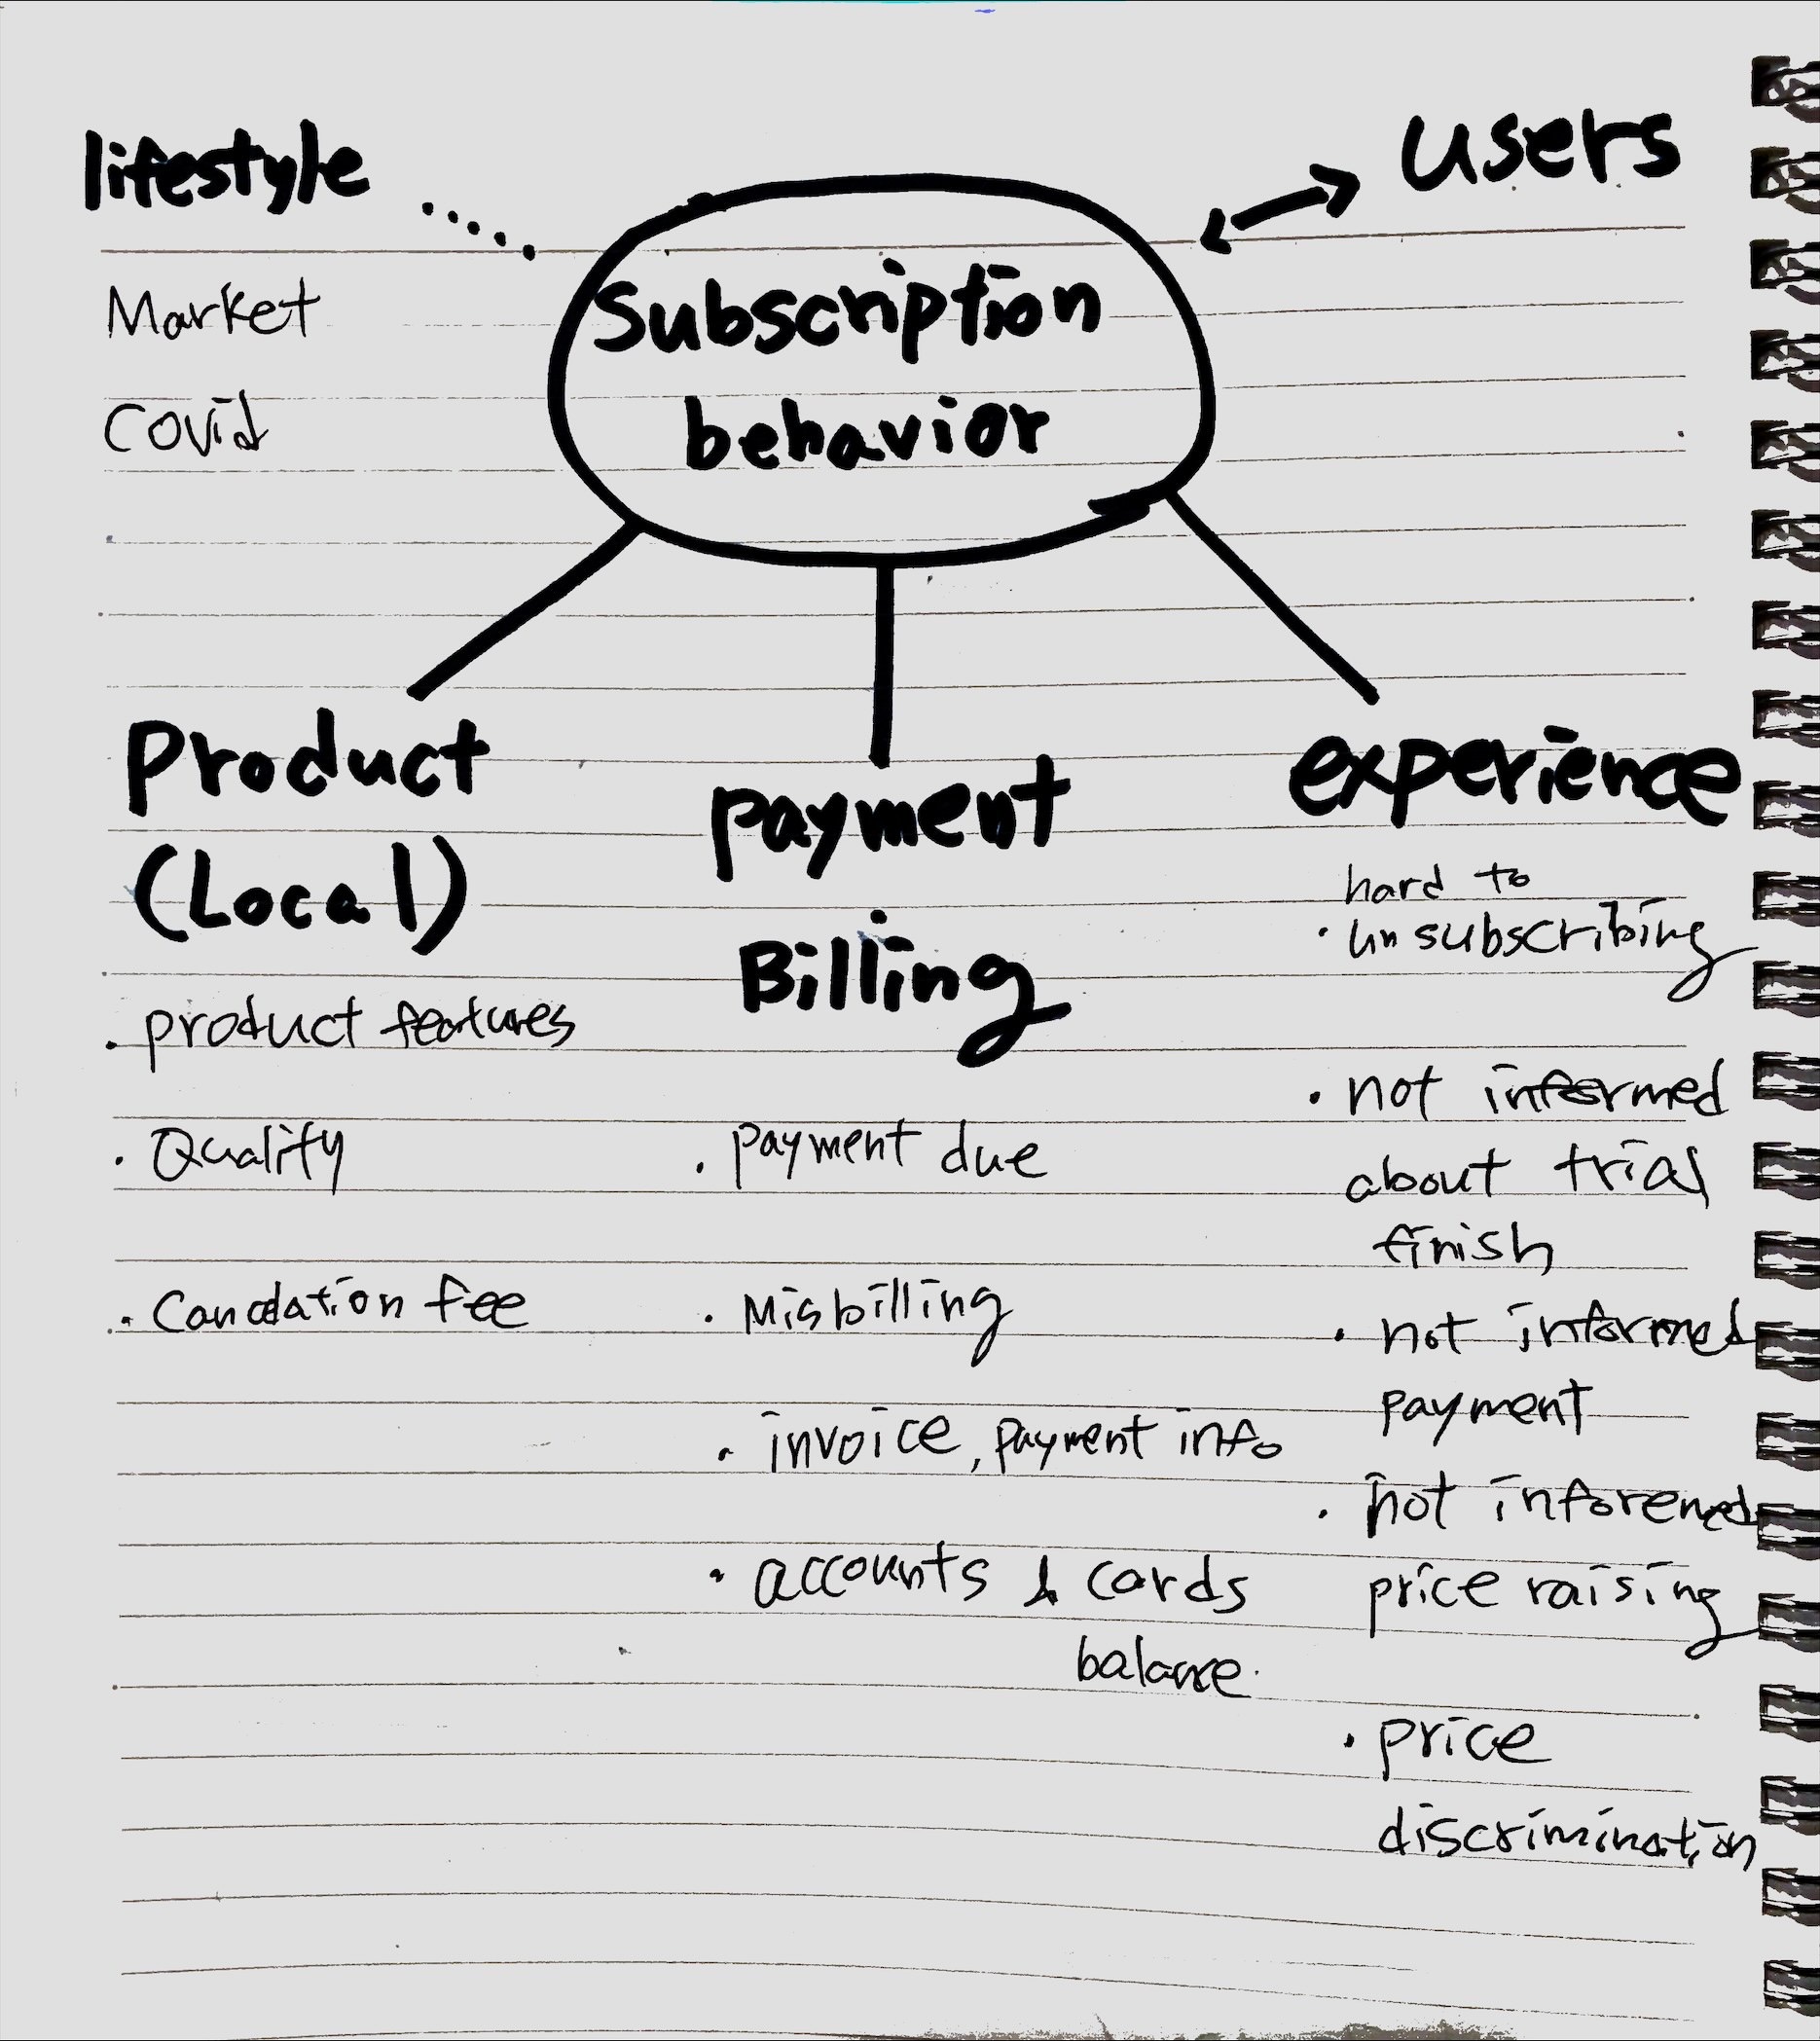 lifestyle
users
Market
Covid
Subscription
behavior
Product
(Local)
. product features
. Quality
. Canclation fee
payment
Billing
. payment due
. Misbilling
. invoice, payment info
. accounts & cards
balance.
experience
hard to
. unsubscribing
. not informed
about trial
finish
. not informed
payment
. not inforemed
price raising
. price
discrimination